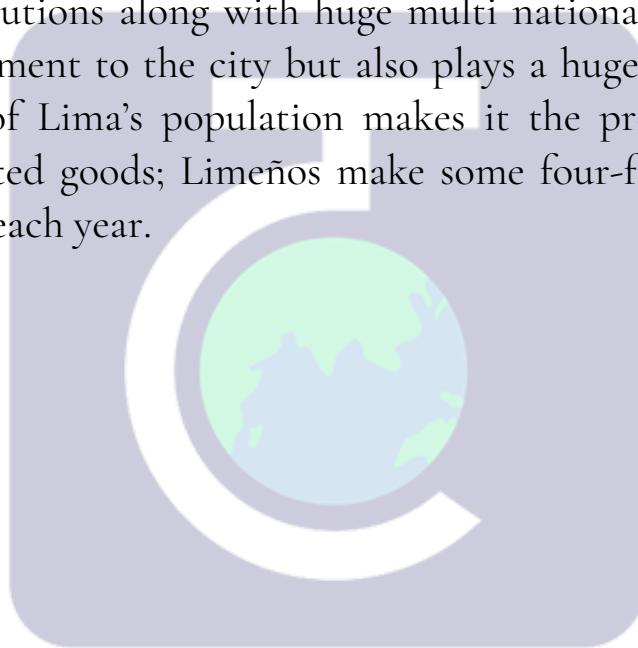 utions along with huge multi nationa
ment to the city but also plays a huge
of Lima’s population makes it the pr
ted goods; Limeños make some four-f
each year.